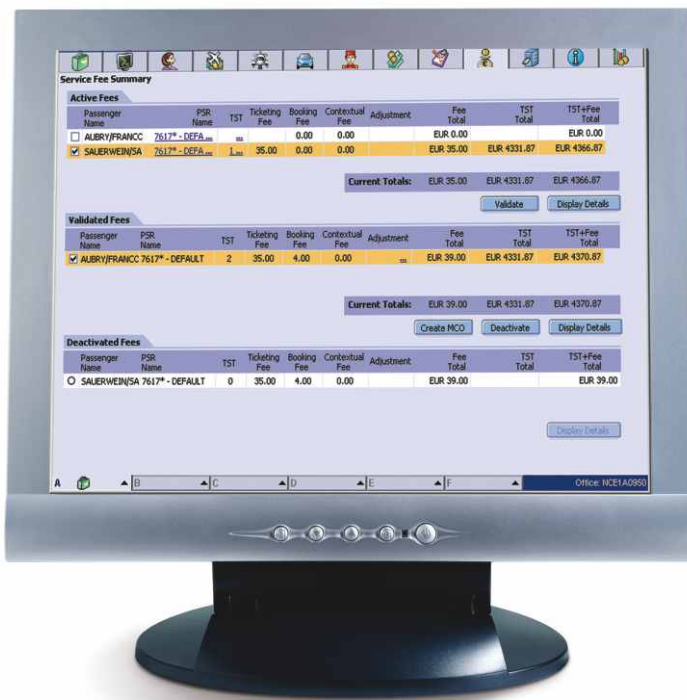 Service Fee Summary
Active Fees
Passenger Name PSR Name TST Ticketing Fee Booking Fee Contextual Fee Adjustment Fee Total TST Total TST+Fee Total
AUBRY/FRANCC 7617* - DEFA ... ... 0.00 0.00 EUR 0.00 EUR 0.00
SAUERWEIN/SA 7617* - DEFA ... 1 ... 35.00 0.00 0.00 EUR 35.00 EUR 4331.87 EUR 4366.87
Current Totals: EUR 35.00 EUR 4331.87 EUR 4366.87
Validate Display Details
Validated Fees
Passenger Name PSR Name TST Ticketing Fee Booking Fee Contextual Fee Adjustment Fee Total TST Total TST+Fee Total
AUBRY/FRANCC 7617* - DEFAULT 2 35.00 4.00 0.00 ... EUR 39.00 EUR 4331.87 EUR 4370.87
Current Totals: EUR 39.00 EUR 4331.87 EUR 4370.87
Create MCO Deactivate Display Details
Deactivated Fees
Passenger Name PSR Name TST Ticketing Fee Booking Fee Contextual Fee Adjustment Fee Total TST Total TST+Fee Total
SAUERWEIN/SA 7617* - DEFAULT 0 35.00 4.00 0.00 EUR 39.00 EUR 39.00
Display Details
A B C D E F Office: NCE1A0950